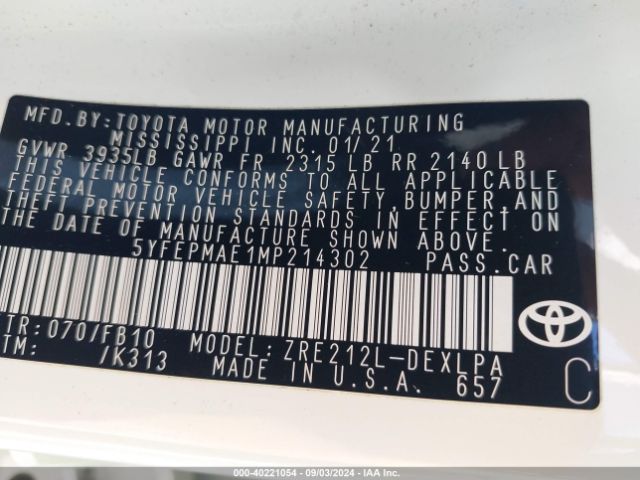 MFD.BY:TOYOTA MOTOR MANUFACTURING
MISSISSIPPI INC. 01/21
GVWR 3935LB GAWR FR 2315 LB RR 2140 LB
THIS VEHICLE CONFORMS TO ALL APPLICABLE
FEDERAL MOTOR VEHICLE SAFETY,BUMPER,AND
THEFT PREVENTION STANDARDS IN EFFECT ON
THE DATE OF MANUFACTURE SHOWN ABOVE.
5YFEPMAE1MP214302 PASS.CAR
TR:070/FB10 MODEL:ZRE212L-DEXLPA
TM: /K313 MADE IN U.S.A. 657
C
000-40221054 - 09/03/2024 - IAA Inc.